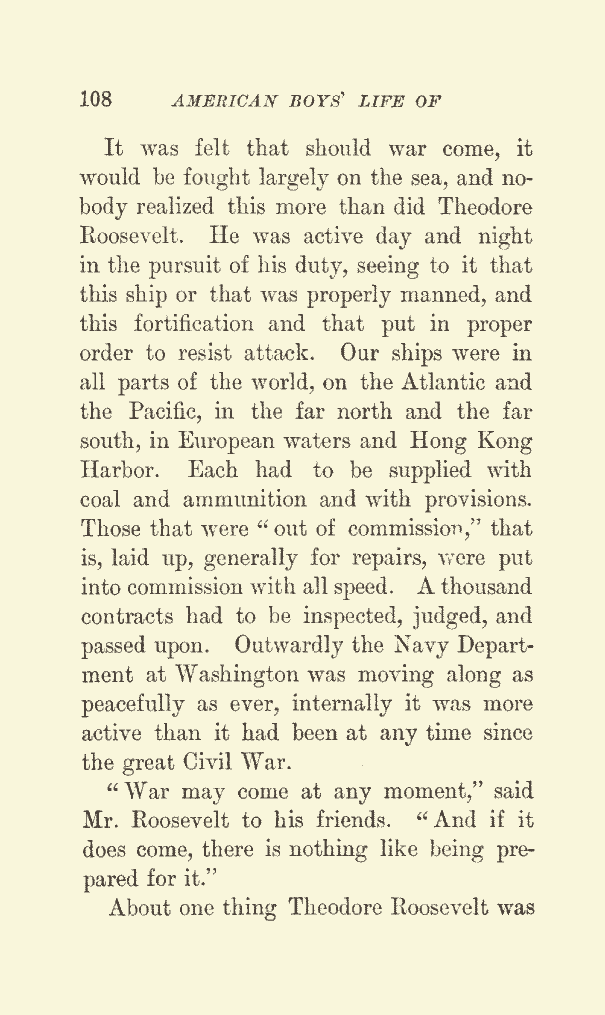 108 AMERICAN BOYS' LIFE OF
It was felt that should war come, it
would be fought largely on the sea, and no-
body realized this more than did Theodore
Roosevelt. He was active day and night
in the pursuit of his duty, seeing to it that
this ship or that was properly manned, and
this fortification and that put in proper
order to resist attack. Our ships were in
all parts of the world, on the Atlantic and
the Pacific, in the far north and the far
south, in European waters and Hong Kong
Harbor. Each had to be supplied with
coal and ammunition and with provisions.
Those that were “ out of commission,” that
is, laid up, generally for repairs, were put
into commission with all speed. A thousand
contracts had to be inspected, judged, and
passed upon. Outwardly the Navy Depart-
ment at Washington was moving along as
peacefully as ever, internally it was more
active than it had been at any time since
the great Civil War.
“ War may come at any moment,” said
Mr. Roosevelt to his friends. “ And if it
does come, there is nothing like being pre-
pared for it.”
About one thing Theodore Roosevelt was